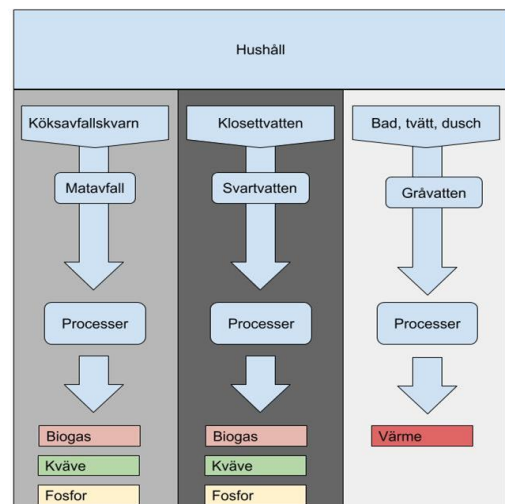 Hushåll
Köksavfallskvarn
Matavfall
Processer
Biogas
Kväve
Fosfor
Klosettvatten
Svartvatten
Processer
Biogas
Kväve
Fosfor
Bad, tvätt, dusch
Gråvatten
Processer
Värme